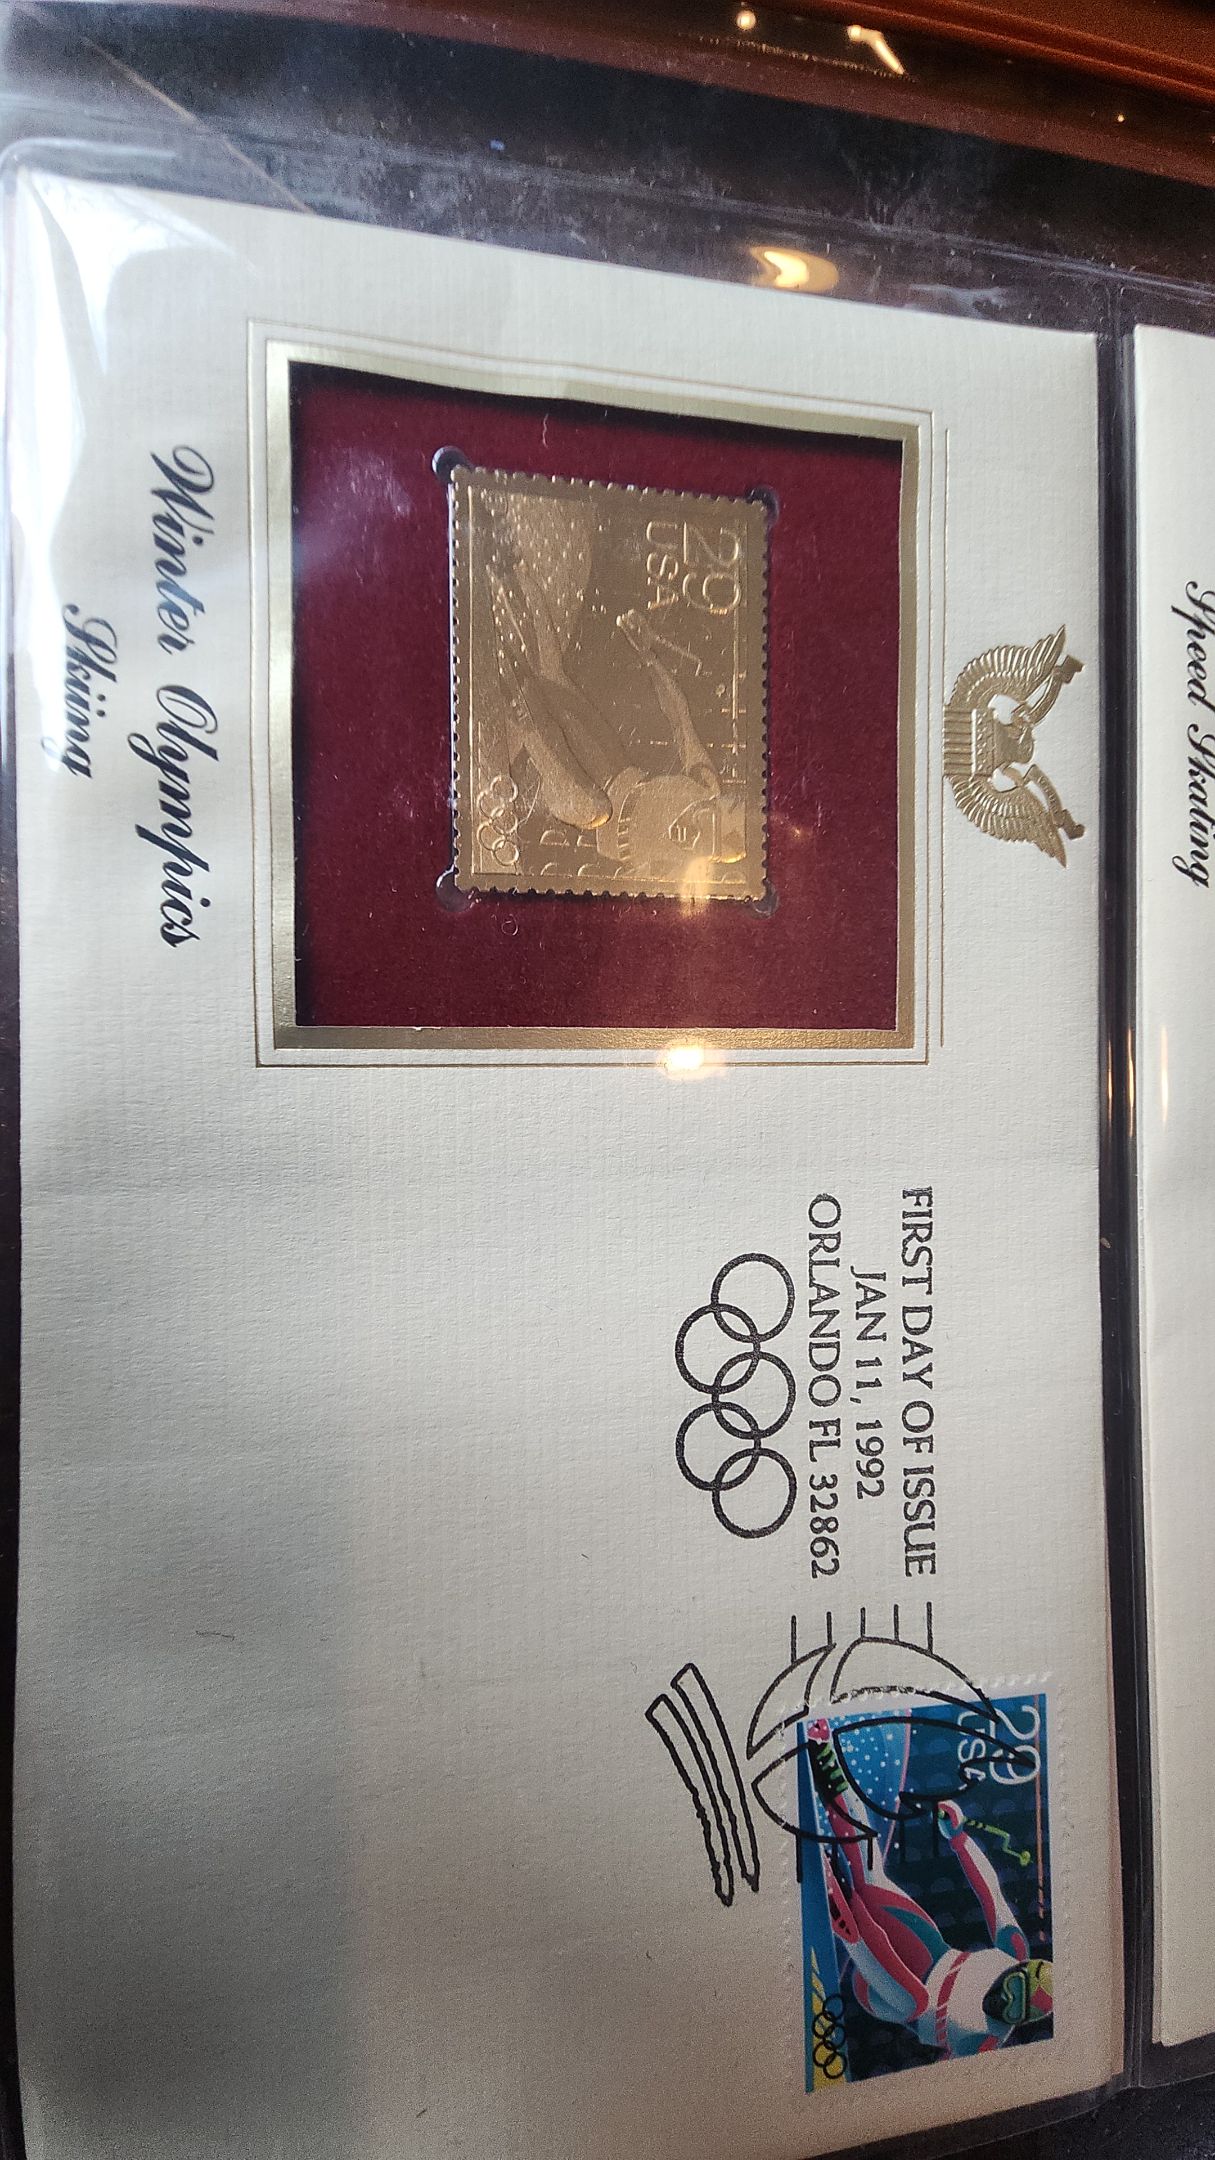 Speed Skating
29
USA
Winter Olympics
Skiing
FIRST DAY OF ISSUE
JAN 11, 1992
ORLANDO FL 32862
29
USA